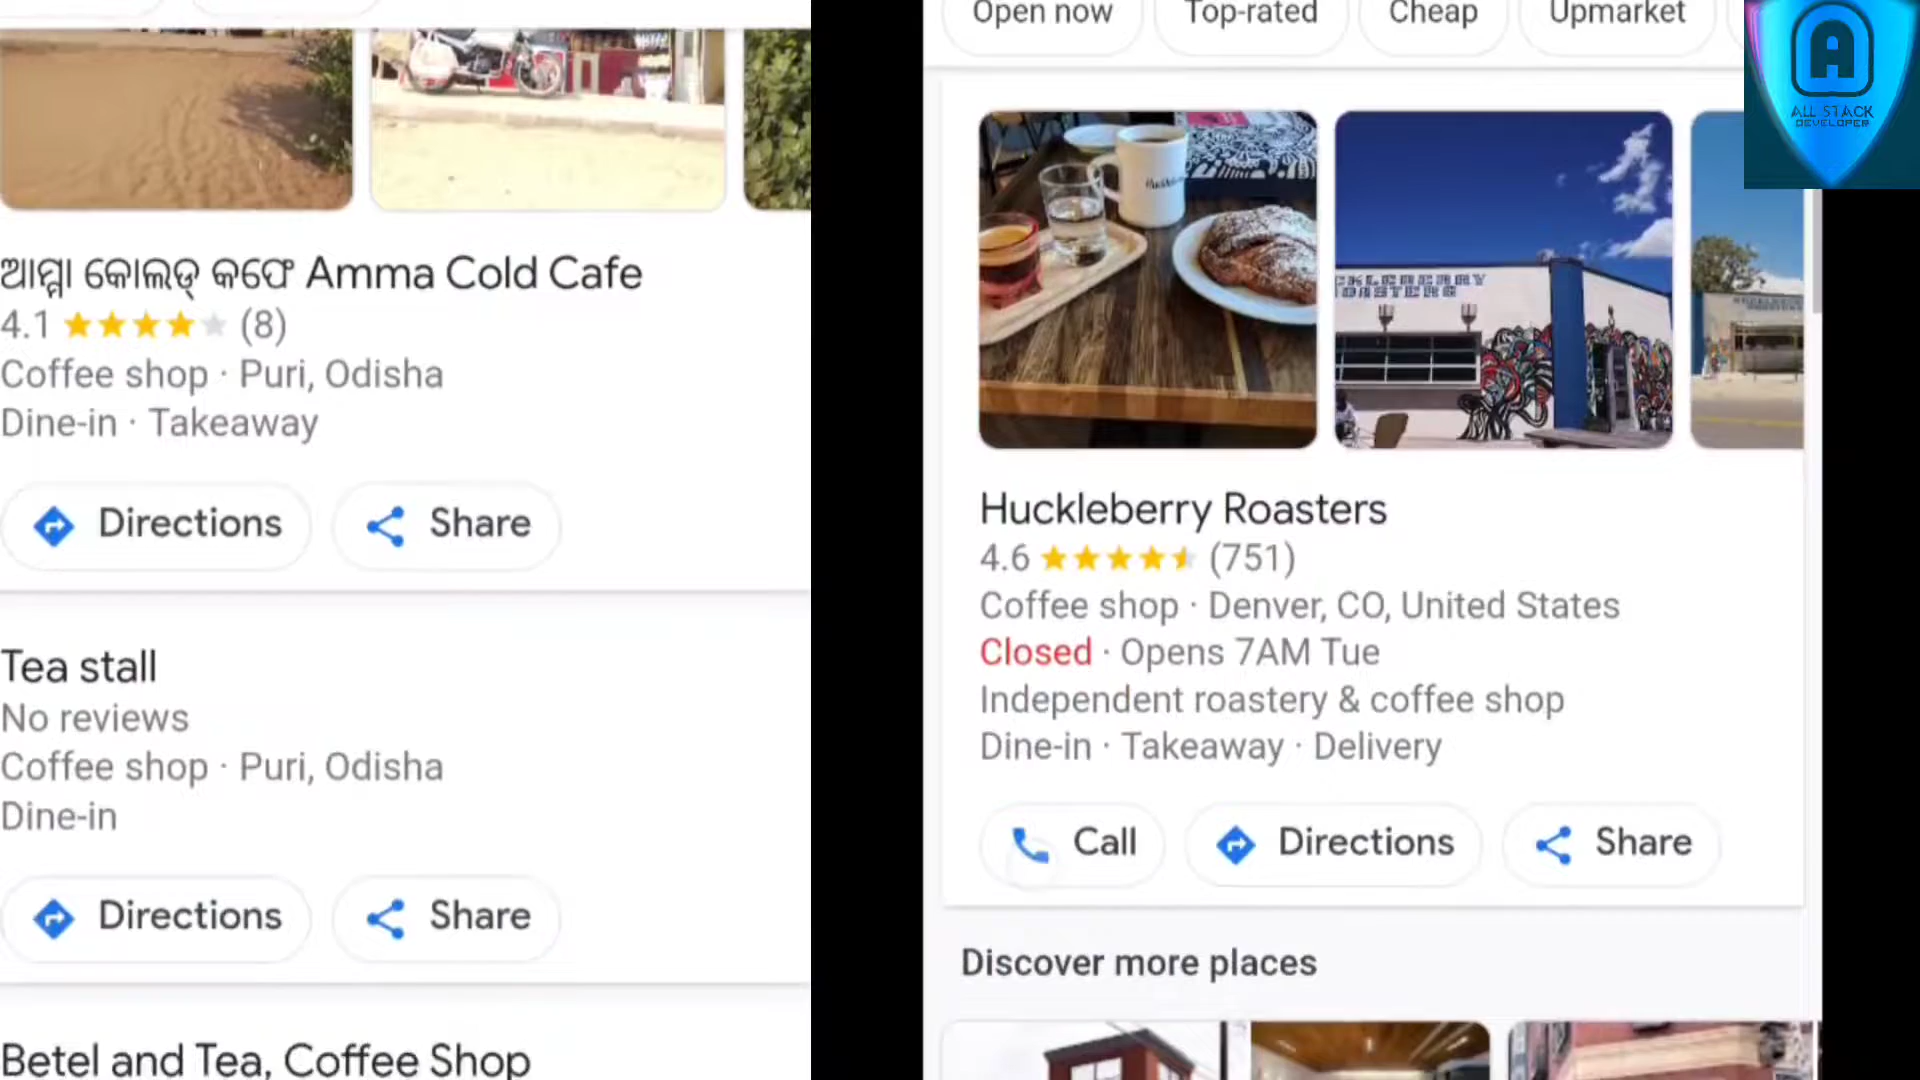 ଆମ୍ମା କୋଲଡ୍ କଫେ Amma Cold Cafe
4.1 (8)
Coffee shop · Puri, Odisha
Dine-in · Takeaway
Directions Share
Tea stall
No reviews
Coffee shop · Puri, Odisha
Dine-in
Directions Share
Betel and Tea, Coffee Shop
Open now Top-rated Cheap Upmarket
A
ALL STACK
DEVELOPER
CKLEBERRY
OASTERS
Huckleberry Roasters
4.6 (751)
Coffee shop · Denver, CO, United States
Closed · Opens 7AM Tue
Independent roastery & coffee shop
Dine-in · Takeaway · Delivery
Call Directions Share
Discover more places